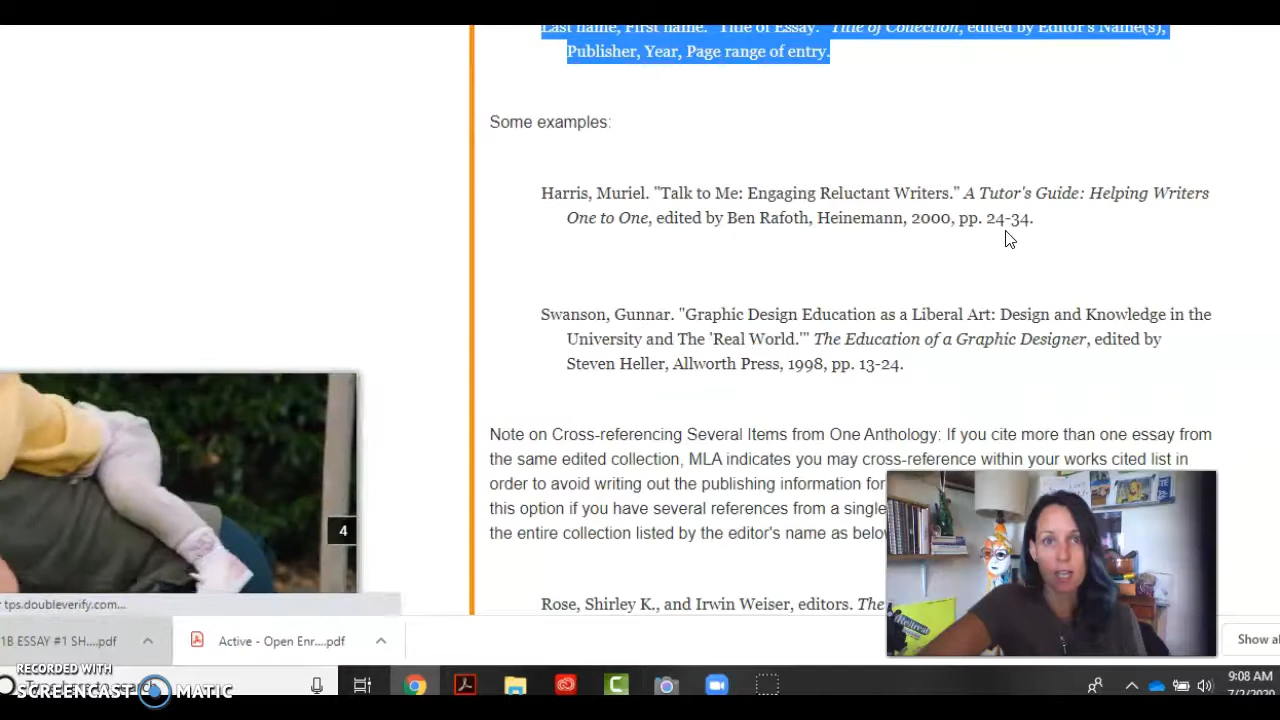 Last name, First name. "Title of Essay." Title of Collection, edited by Editor's Name(s),
Publisher, Year, Page range of entry.
Some examples:
Harris, Muriel. "Talk to Me: Engaging Reluctant Writers." A Tutor's Guide: Helping Writers
One to One, edited by Ben Rafoth, Heinemann, 2000, pp. 24-34.
Swanson, Gunnar. "Graphic Design Education as a Liberal Art: Design and Knowledge in the
University and The 'Real World.'" The Education of a Graphic Designer, edited by
Steven Heller, Allworth Press, 1998, pp. 13-24.
Note on Cross-referencing Several Items from One Anthology: If you cite more than one essay from
the same edited collection, MLA indicates you may cross-reference within your works cited list in
order to avoid writing out the publishing information for
this option if you have several references from a single
the entire collection listed by the editor's name as belo
Rose, Shirley K., and Irwin Weiser, editors. The
4
tps.doubleverify.com...
1B ESSAY #1 SH....pdf
Active - Open Enr....pdf
Show al
RECORDED WITH
SCREENCAST MATIC
9:08 AM
7/2/2020